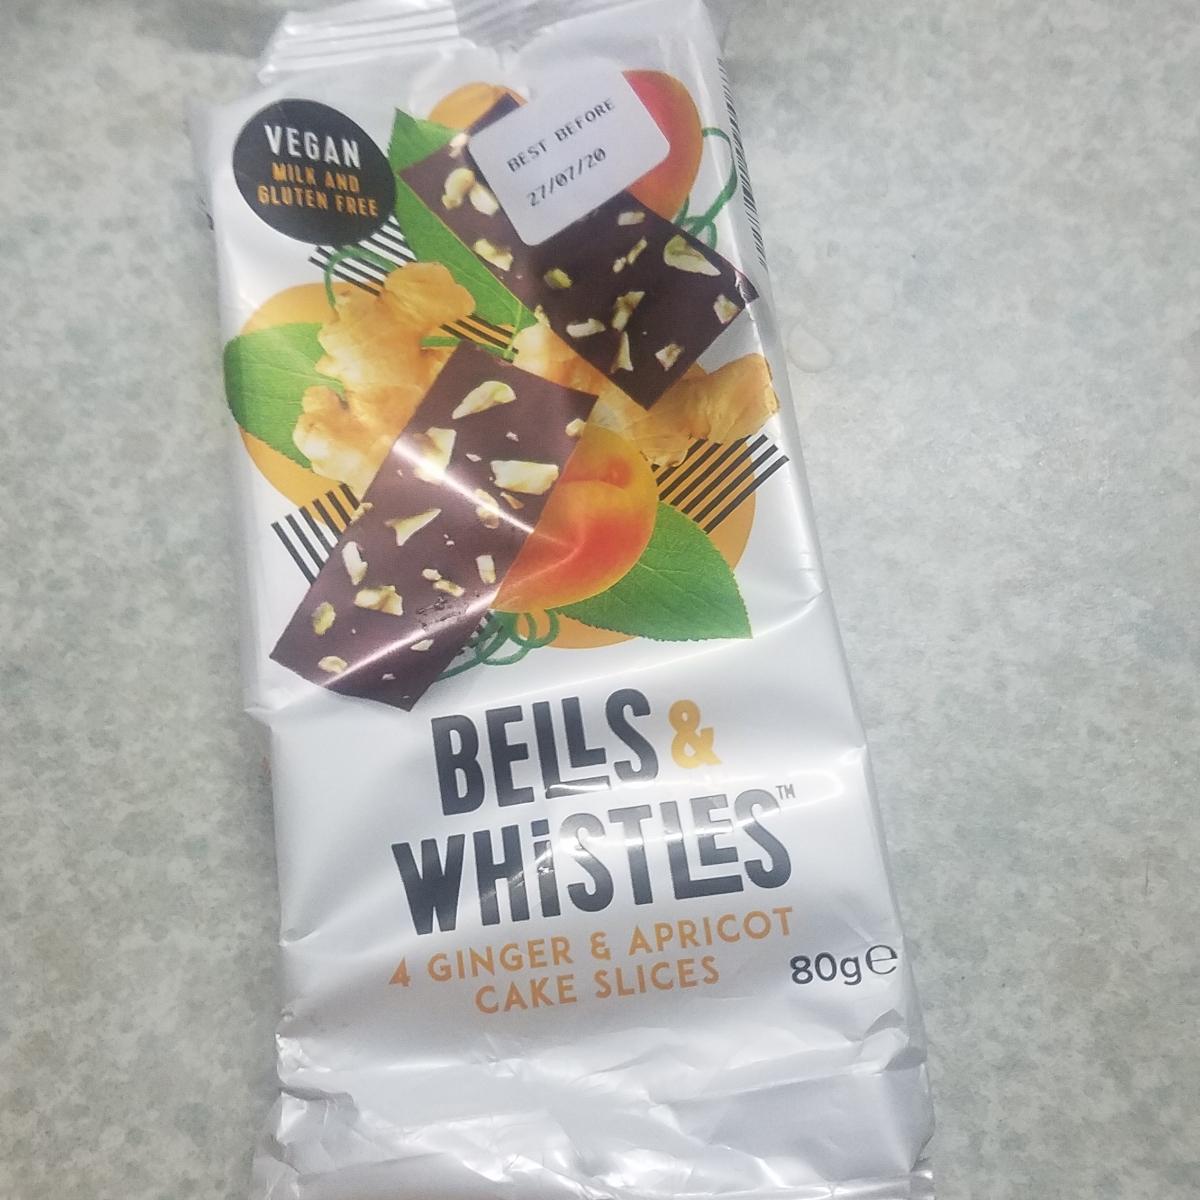 VEGAN
MILK AND
GLUTEN FREE
BEST BEFORE
27/07/20
BELLS &
WHiSTLES™
4 GINGER & APRICOT
CAKE SLICES
80g℮